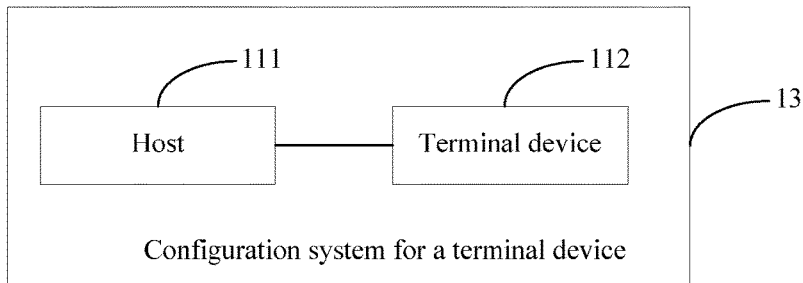 111
112
13
Host
Terminal device
Configuration system for a terminal device